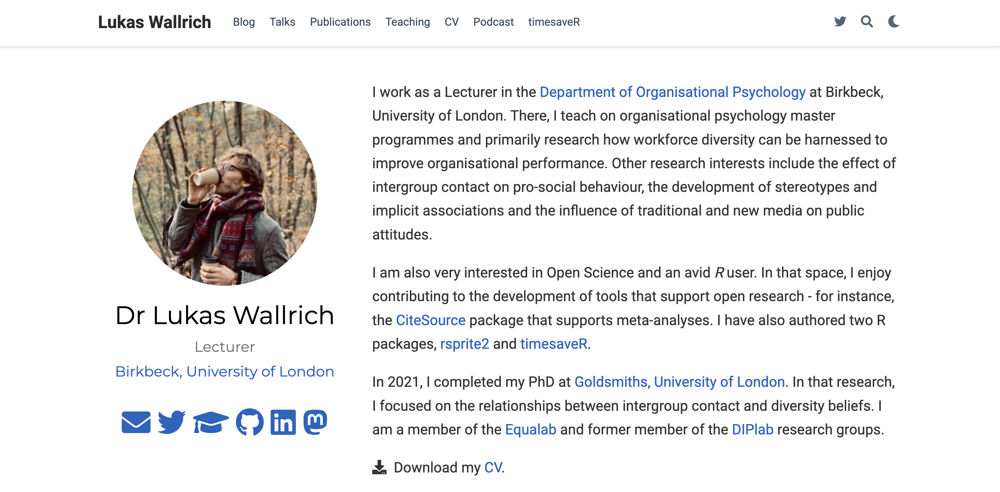 Lukas Wallrich Blog Talks Publications Teaching CV Podcast timesaveR
Dr Lukas Wallrich
Lecturer
Birkbeck, University of London
I work as a Lecturer in the Department of Organisational Psychology at Birkbeck,
University of London. There, I teach on organisational psychology master
programmes and primarily research how workforce diversity can be harnessed to
improve organisational performance. Other research interests include the effect of
intergroup contact on pro-social behaviour, the development of stereotypes and
implicit associations and the influence of traditional and new media on public
attitudes.
I am also very interested in Open Science and an avid R user. In that space, I enjoy
contributing to the development of tools that support open research - for instance,
the CiteSource package that supports meta-analyses. I have also authored two R
packages, rsprite2 and timesaveR.
In 2021, I completed my PhD at Goldsmiths, University of London. In that research,
I focused on the relationships between intergroup contact and diversity beliefs. I
am a member of the Equalab and former member of the DIPlab research groups.
Download my CV.